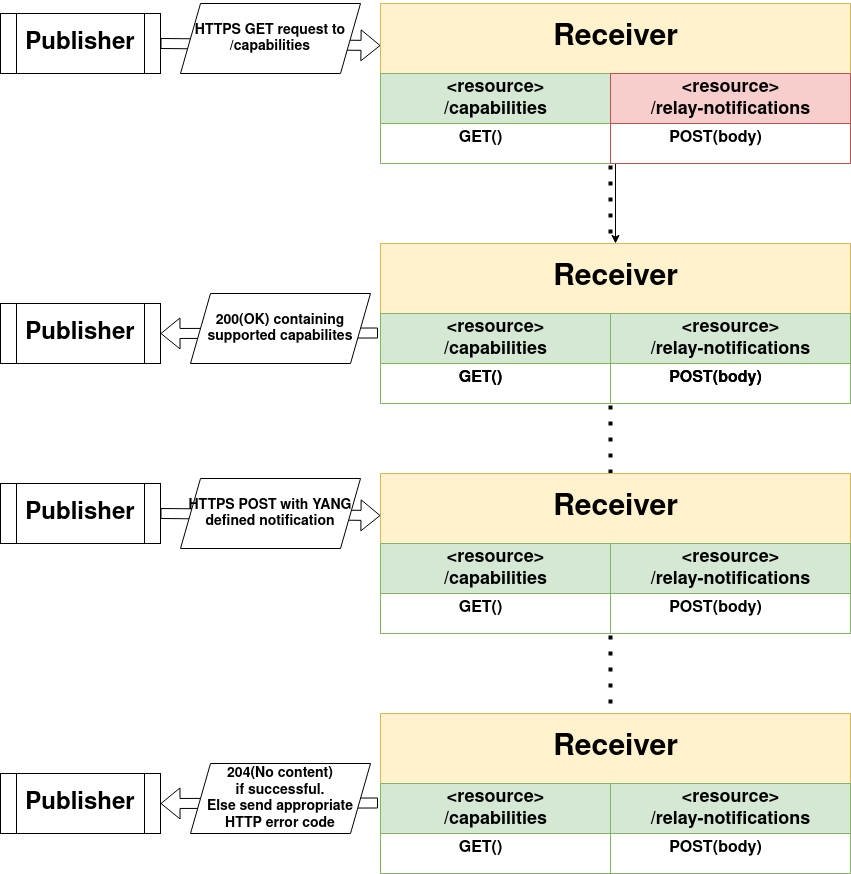 Publisher
HTTPS GET request to
/capabilities
Receiver
<resource>
/capabilities
<resource>
/relay-notifications
GET()
POST(body)
Publisher
200(OK) containing
supported capabilites
Receiver
<resource>
/capabilities
<resource>
/relay-notifications
GET()
POST(body)
Publisher
HTTPS POST with YANG
defined notification
Receiver
<resource>
/capabilities
<resource>
/relay-notifications
GET()
POST(body)
Publisher
204(No content)
if successful.
Else send appropriate
HTTP error code
Receiver
<resource>
/capabilities
<resource>
/relay-notifications
GET()
POST(body)